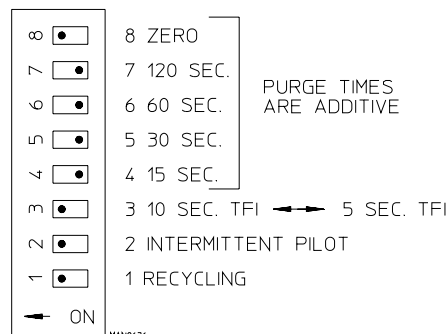 8 8 ZERO
7 7 120 SEC.
6 6 60 SEC.
5 5 30 SEC.
4 4 15 SEC.
PURGE TIMES
ARE ADDITIVE
3 3 10 SEC. TFI 5 SEC. TFI
2 2 INTERMITTENT PILOT
1 1 RECYCLING
ON